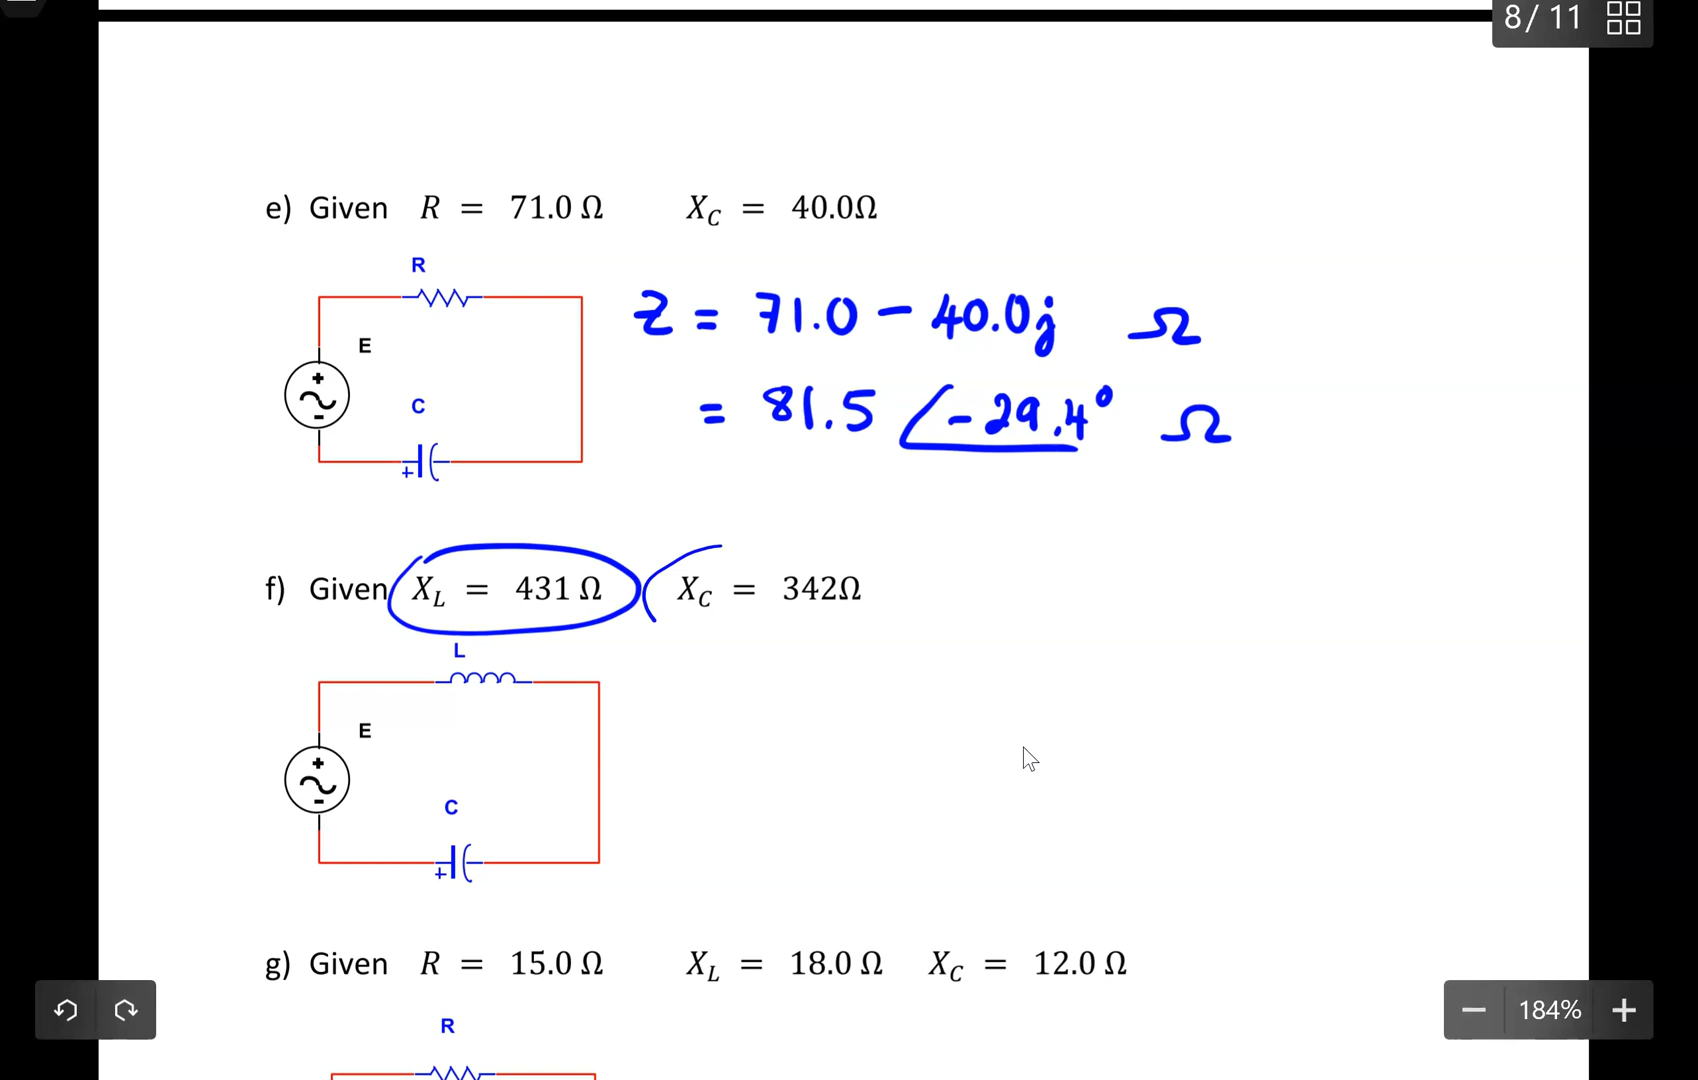 8/ 11
e) Given R = 71.0 Ω X_C = 40.0Ω
R
Z = 71.0 − 40.0j Ω
E
= 81.5 ∠-29.4° Ω
C
f) Given X_L = 431 Ω X_C = 342Ω
L
E
C
g) Given R = 15.0 Ω X_L = 18.0 Ω X_C = 12.0 Ω
184%
R